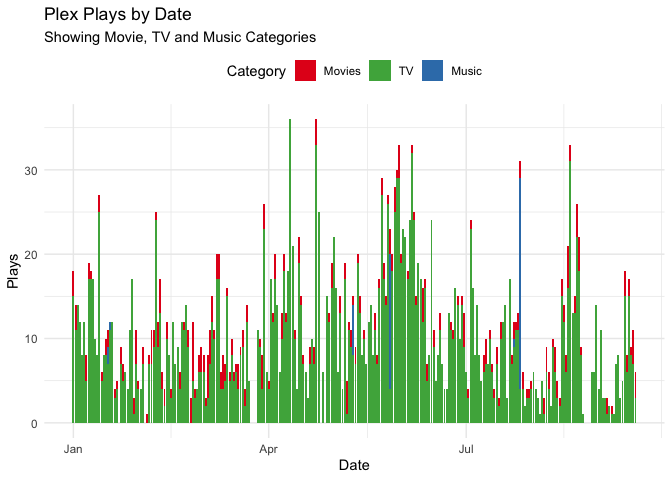 Plex Plays by Date
Showing Movie, TV and Music Categories
Category Movies TV Music
30
20
10
0
Plays
Jan Apr Jul
Date